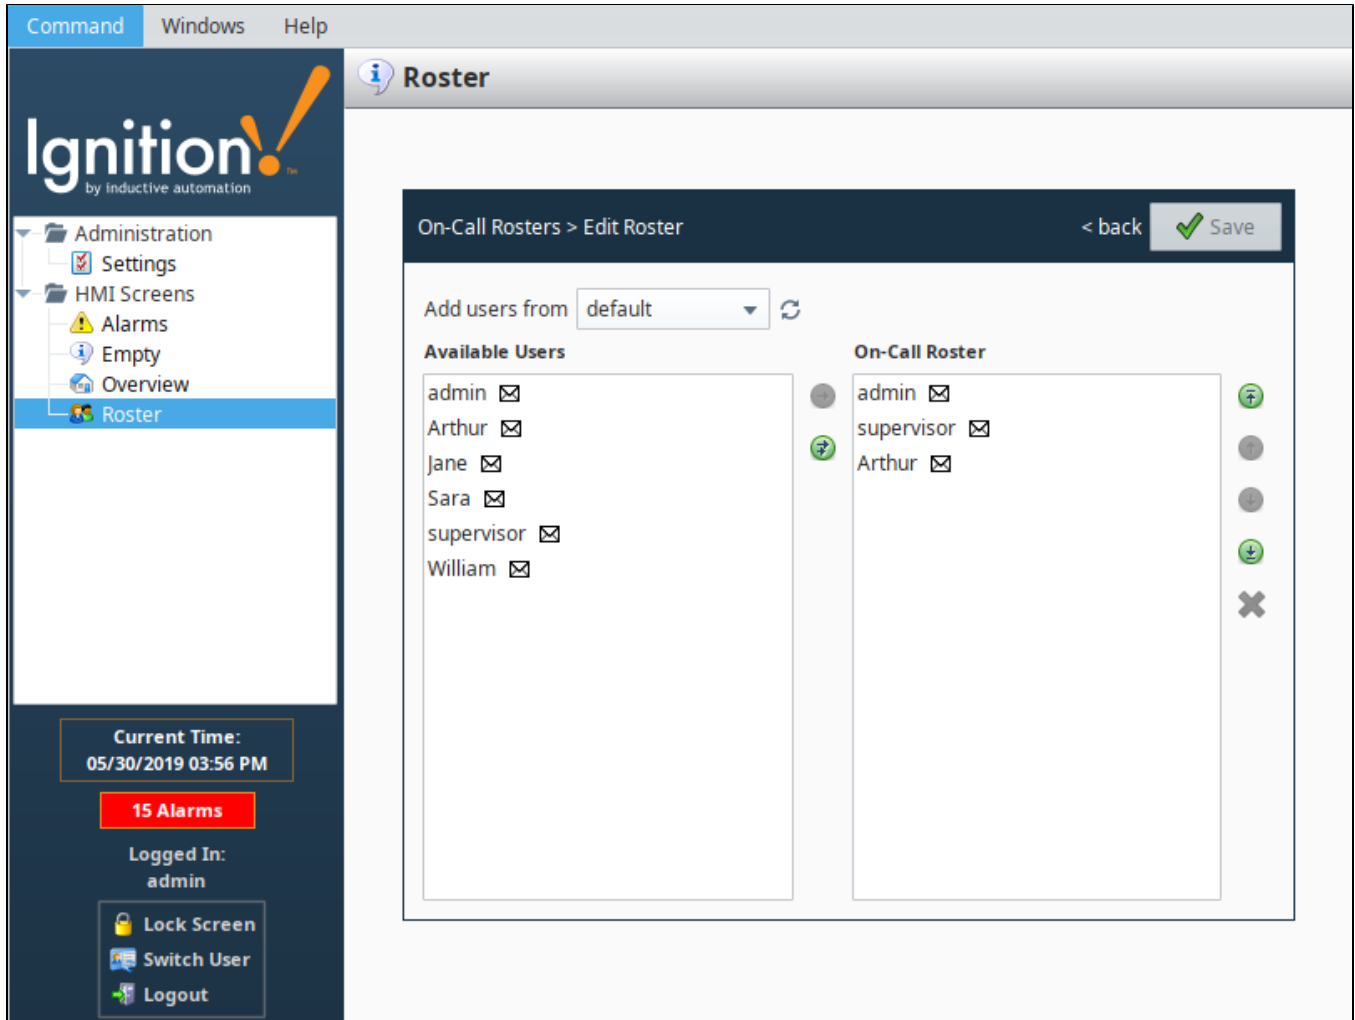 Command Windows Help
Ignition!™
by inductive automation
Roster
Administration
Settings
HMI Screens
Alarms
Empty
Overview
Roster
Current Time:
05/30/2019 03:56 PM
15 Alarms
Logged In:
admin
Lock Screen
Switch User
Logout
On-Call Rosters > Edit Roster < back Save
Add users from default
Available Users
admin
Arthur
Jane
Sara
supervisor
William
On-Call Roster
admin
supervisor
Arthur